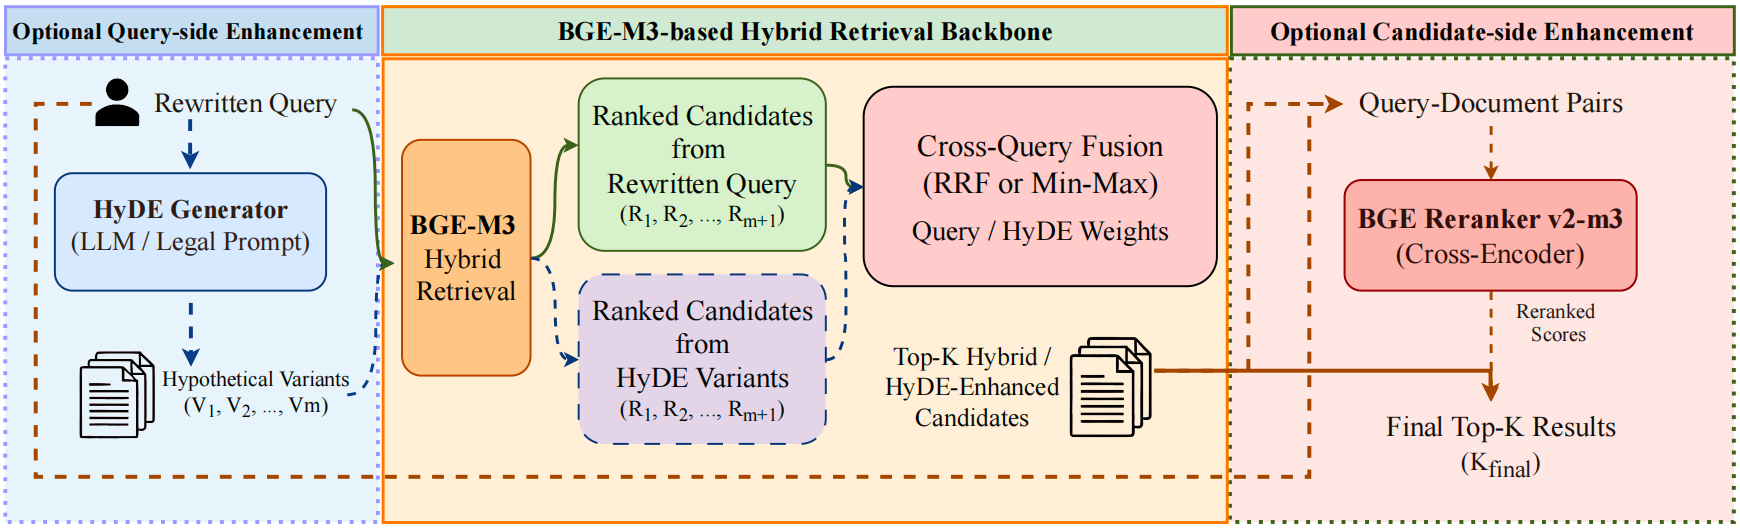 Optional Query-side Enhancement
BGE-M3-based Hybrid Retrieval Backbone
Optional Candidate-side Enhancement
Rewritten Query
HyDE Generator
(LLM / Legal Prompt)
Hypothetical Variants
(V1, V2, ..., Vm)
BGE-M3
Hybrid
Retrieval
Ranked Candidates
from
Rewritten Query
(R1, R2, ..., Rm+1)
Ranked Candidates
from
HyDE Variants
(R1, R2, ..., Rm+1)
Cross-Query Fusion
(RRF or Min-Max)
Query / HyDE Weights
Top-K Hybrid /
HyDE-Enhanced
Candidates
Query-Document Pairs
BGE Reranker v2-m3
(Cross-Encoder)
Reranked
Scores
Final Top-K Results
(Kfinal)